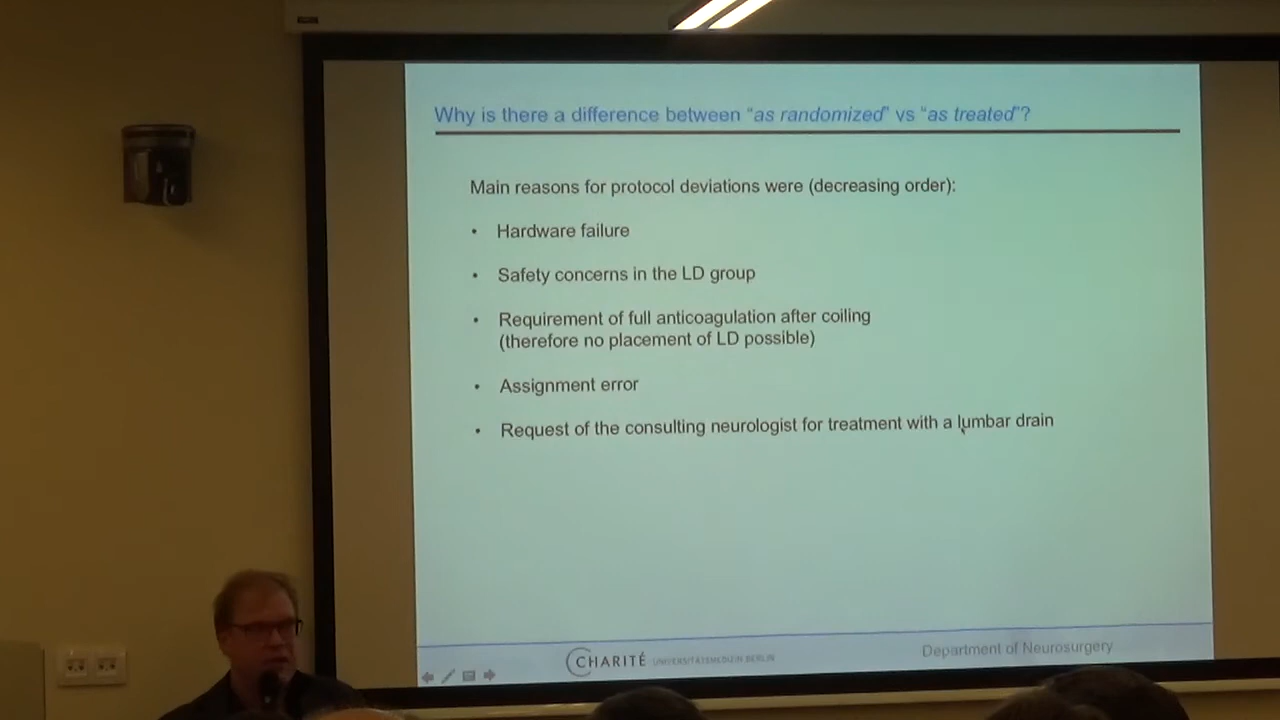 Why is there a difference between "as randomized" vs "as treated"?
Main reasons for protocol deviations were (decreasing order):
• Hardware failure
• Safety concerns in the LD group
• Requirement of full anticoagulation after coiling
(therefore no placement of LD possible)
• Assignment error
• Request of the consulting neurologist for treatment with a lumbar drain
CHARITÉ UNIVERSITÄTSMEDIZIN BERLIN
Department of Neurosurgery